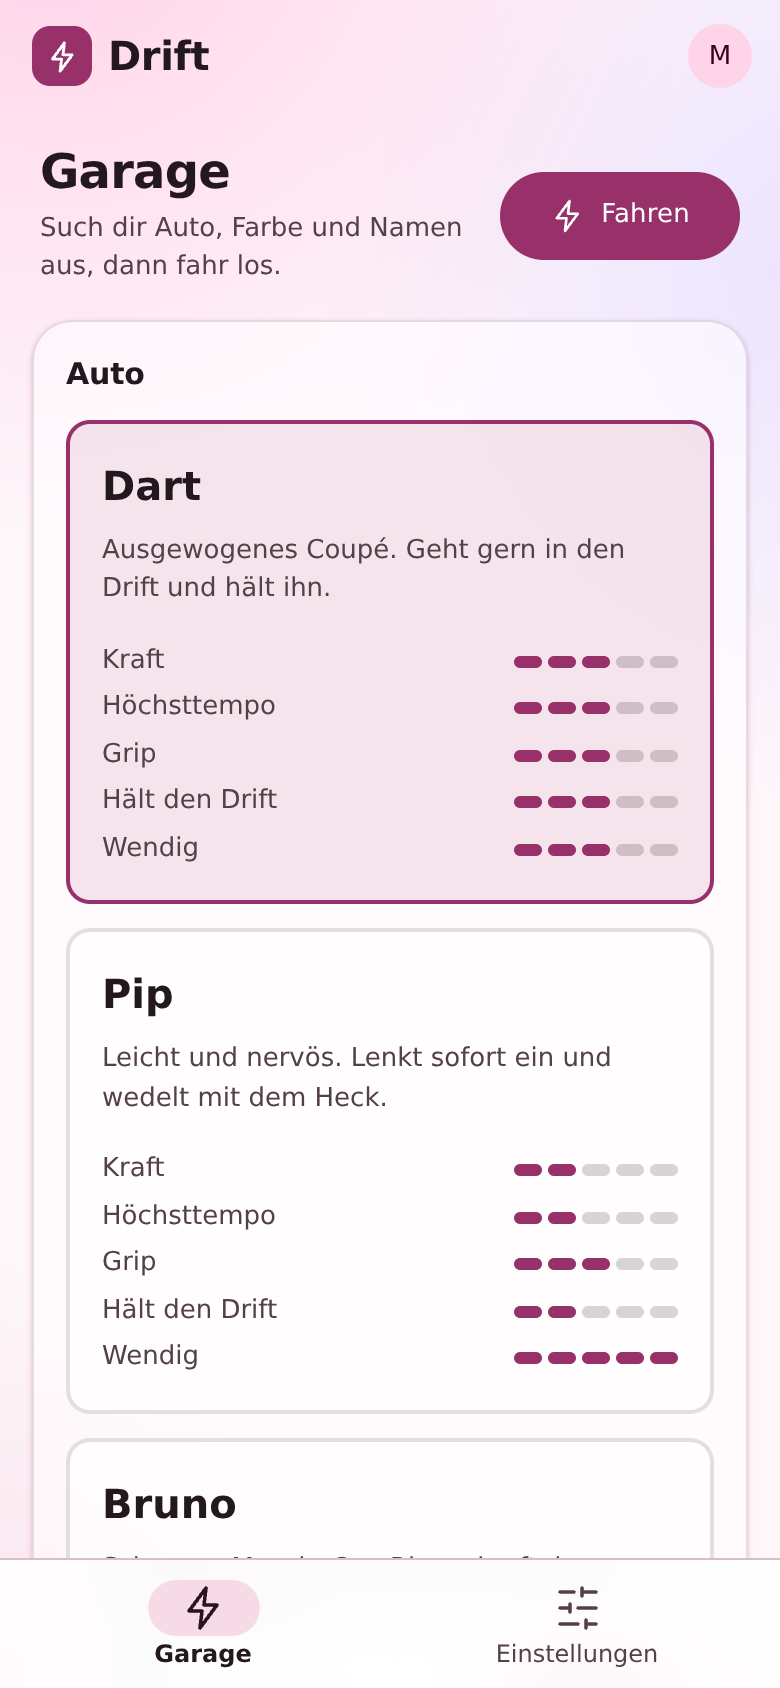 Drift
M
Garage
Such dir Auto, Farbe und Namen
aus, dann fahr los.
Fahren
Auto
Dart
Ausgewogenes Coupé. Geht gern in den
Drift und hält ihn.
Kraft
Höchsttempo
Grip
Hält den Drift
Wendig
Pip
Leicht und nervös. Lenkt sofort ein und
wedelt mit dem Heck.
Kraft
Höchsttempo
Grip
Hält den Drift
Wendig
Bruno
Garage
Einstellungen